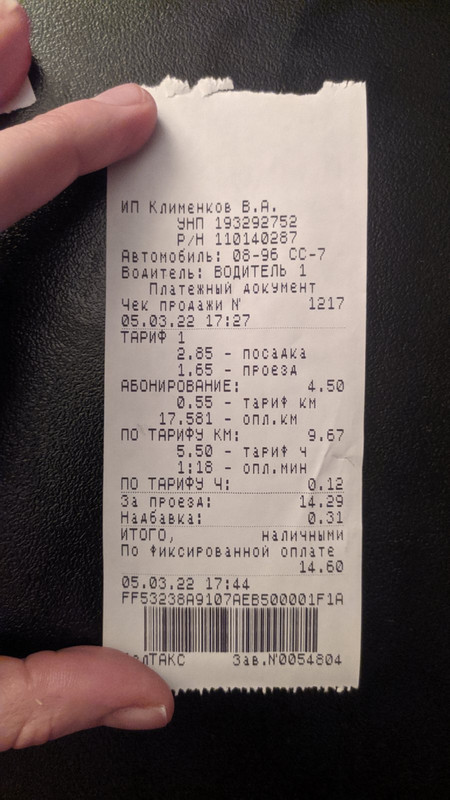 ИП Клименков В.А.
УНП 193292752
Р/Н 110140287
Автомобиль: 08-96 СС-7
Водитель: ВОДИТЕЛЬ 1
Платежный документ
Чек продажи № 1217
05.03.22 17:27
ТАРИФ 1
2.85 - посадка
1.65 - проезд
АБОНИРОВАНИЕ: 4.50
0.55 - тариф км
17.581 - опл.км
ПО ТАРИФУ КМ: 9.67
5.50 - тариф ч
1:18 - опл.мин
ПО ТАРИФУ Ч: 0.12
За проезд: 14.29
Надбавка: 0.31
ИТОГО, наличными
По фиксированной оплате
14.60
05.03.22 17:44
FF53238A9107AEB500001F1A
Зав.№0054804